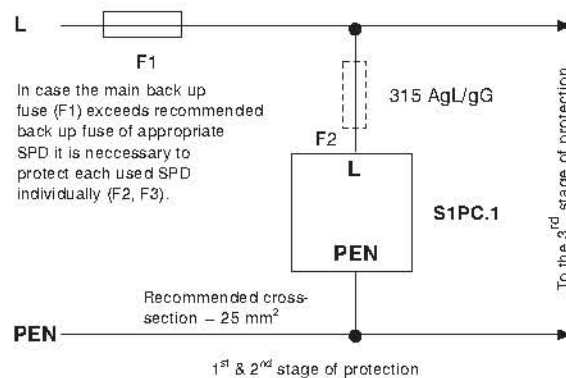 L
F1
In case the main back up
fuse (F1) exceeds recommended
back up fuse of appropriate
SPD it is neccessary to
protect each used SPD
individually (F2, F3).
315 AgL/gG
F2
L
S1PC.1
PEN
To the 3rd stage of protection
Recommended cross-
section – 25 mm²
PEN
1st & 2nd stage of protection